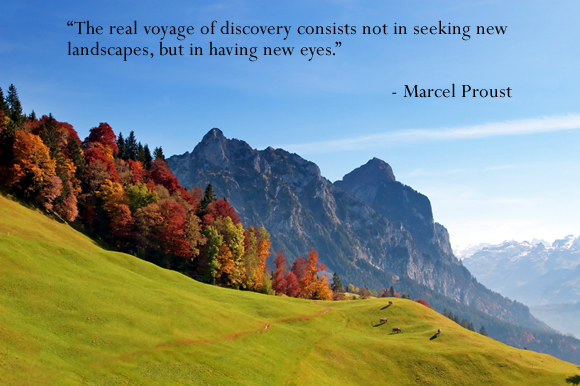 “The real voyage of discovery consists not in seeking new
landscapes, but in having new eyes.”
- Marcel Proust